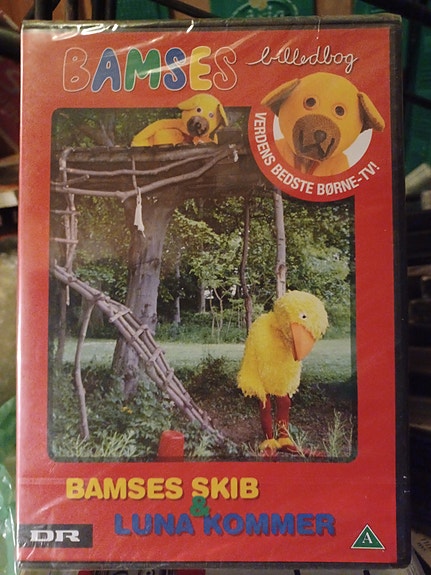 BAMSES billedbog
VERDENS BEDSTE BØRNE-TV!
BAMSES SKIB
&
LUNA KOMMER
DR
A